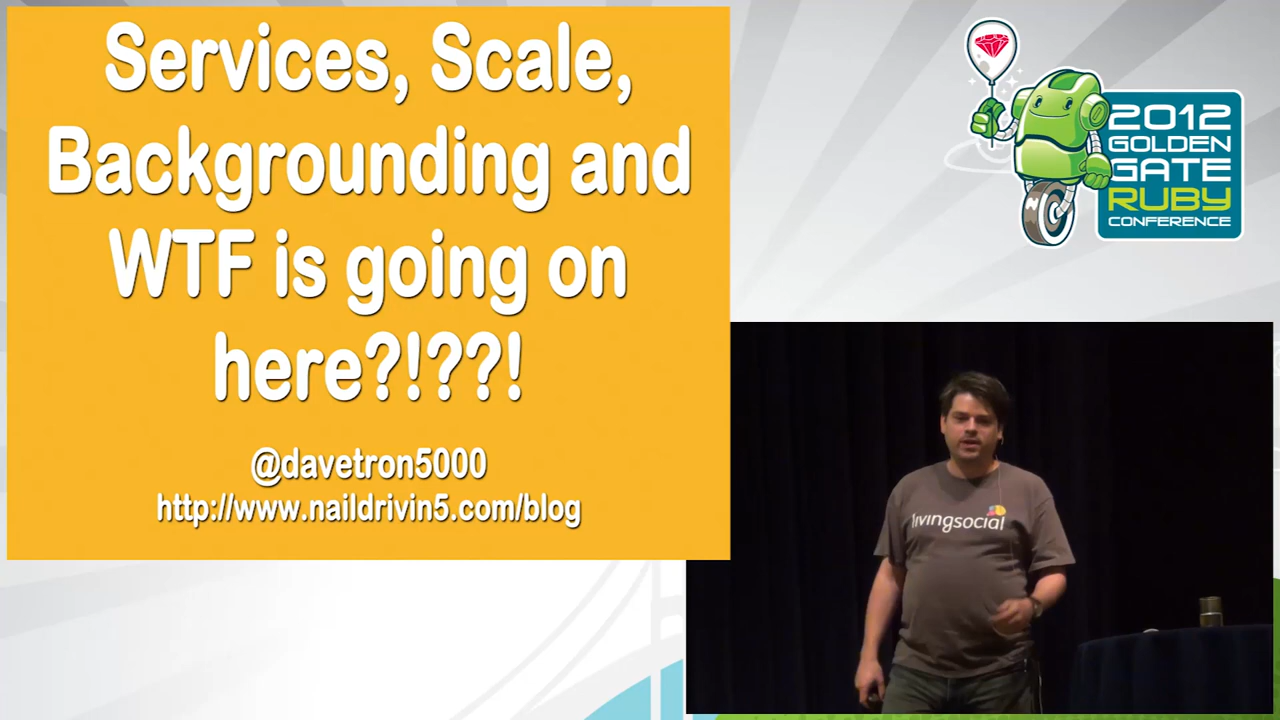 Services, Scale,
Backgrounding and
WTF is going on
here?!??!
@davetron5000
http://www.naildrivin5.com/blog
2012
GOLDEN
GATE
RUBY
CONFERENCE
livingsocial